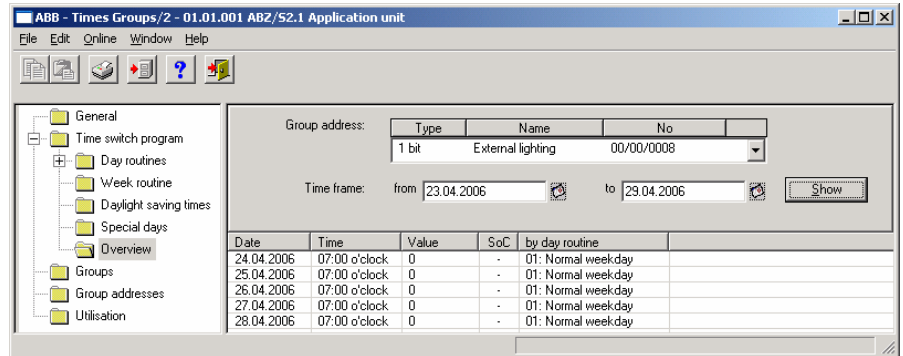 ABB - Times Groups/2 - 01.01.001 ABZ/S2.1 Application unit
File Edit Online Window Help
General
Time switch program
Day routines
Week routine
Daylight saving times
Special days
Overview
Groups
Group addresses
Utilisation
Group address: Type Name No
1 bit External lighting 00/00/0008
Time frame: from 23.04.2006 to 29.04.2006 Show
Date Time Value SoC by day routine
24.04.2006 07:00 o'clock 0 - 01: Normal weekday
25.04.2006 07:00 o'clock 0 - 01: Normal weekday
26.04.2006 07:00 o'clock 0 - 01: Normal weekday
27.04.2006 07:00 o'clock 0 - 01: Normal weekday
28.04.2006 07:00 o'clock 0 - 01: Normal weekday